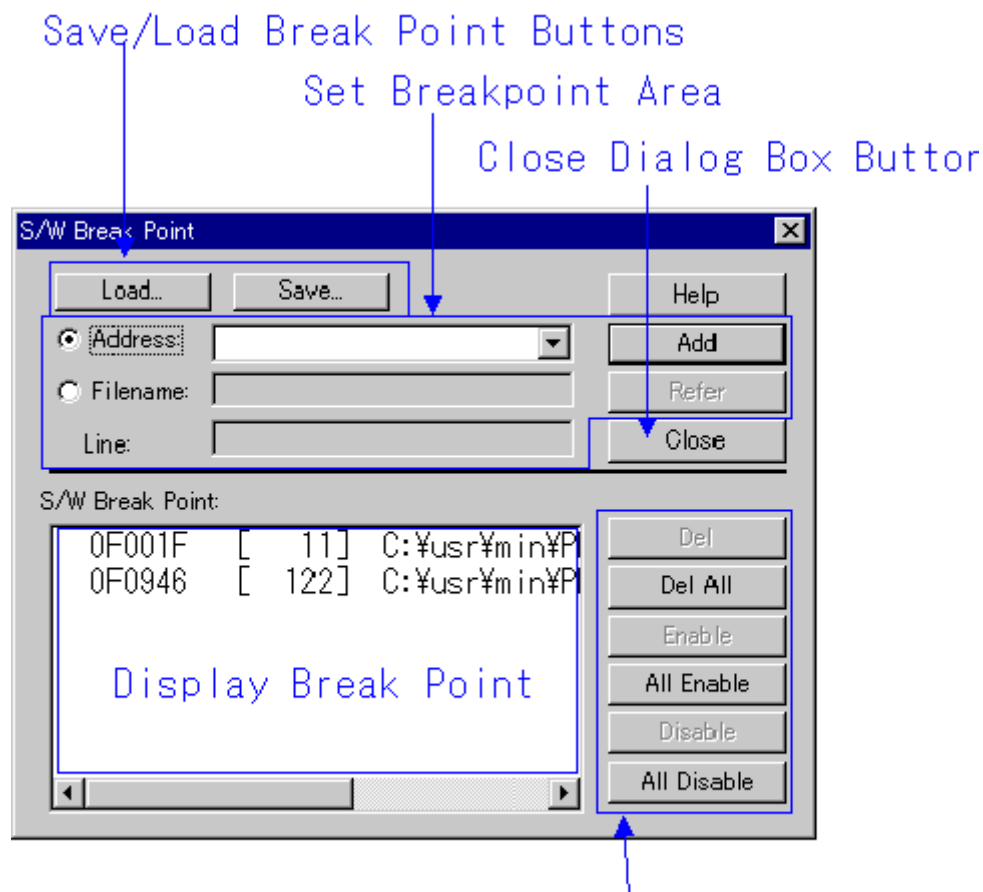 Save/Load Break Point Buttons
Set Breakpoint Area
Close Dialog Box Button
S/W Break Point
Load... Save... Help
Address: Add
Filename: Refer
Line: Close
S/W Break Point:
0F001F [ 11] C:¥usr¥min¥P
0F0946 [ 122] C:¥usr¥min¥P
Display Break Point
Del
Del All
Enable
All Enable
Disable
All Disable